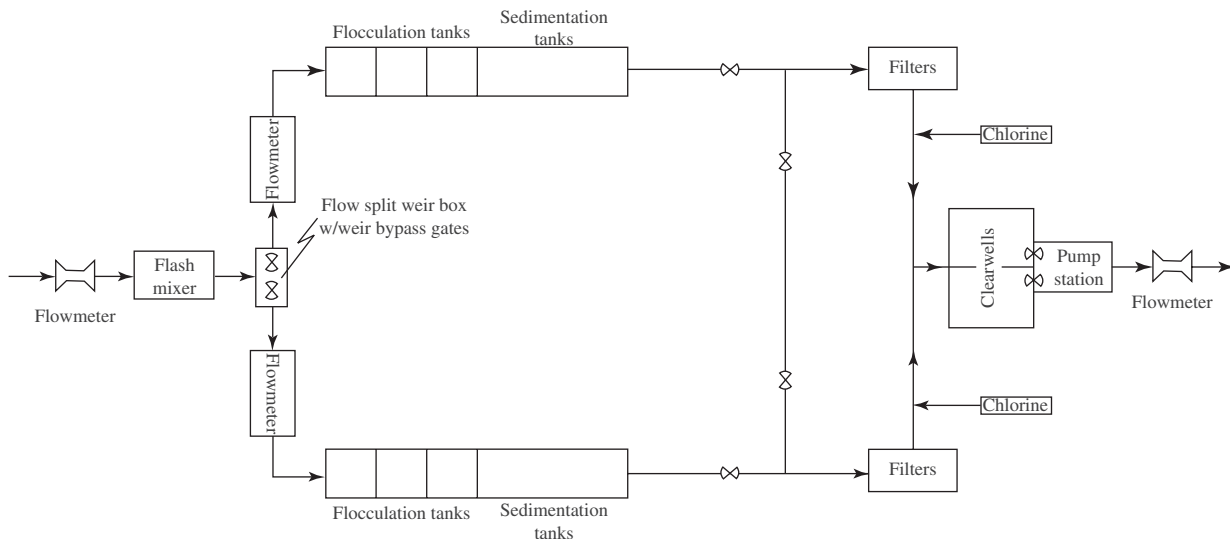 Flocculation tanks
Sedimentation
tanks
Filters
Chlorine
Flowmeter
Flow split weir box
w/weir bypass gates
Flash
mixer
Flowmeter
Clearwells
Pump
station
Flowmeter
Flowmeter
Chlorine
Filters
Flocculation tanks
Sedimentation
tanks